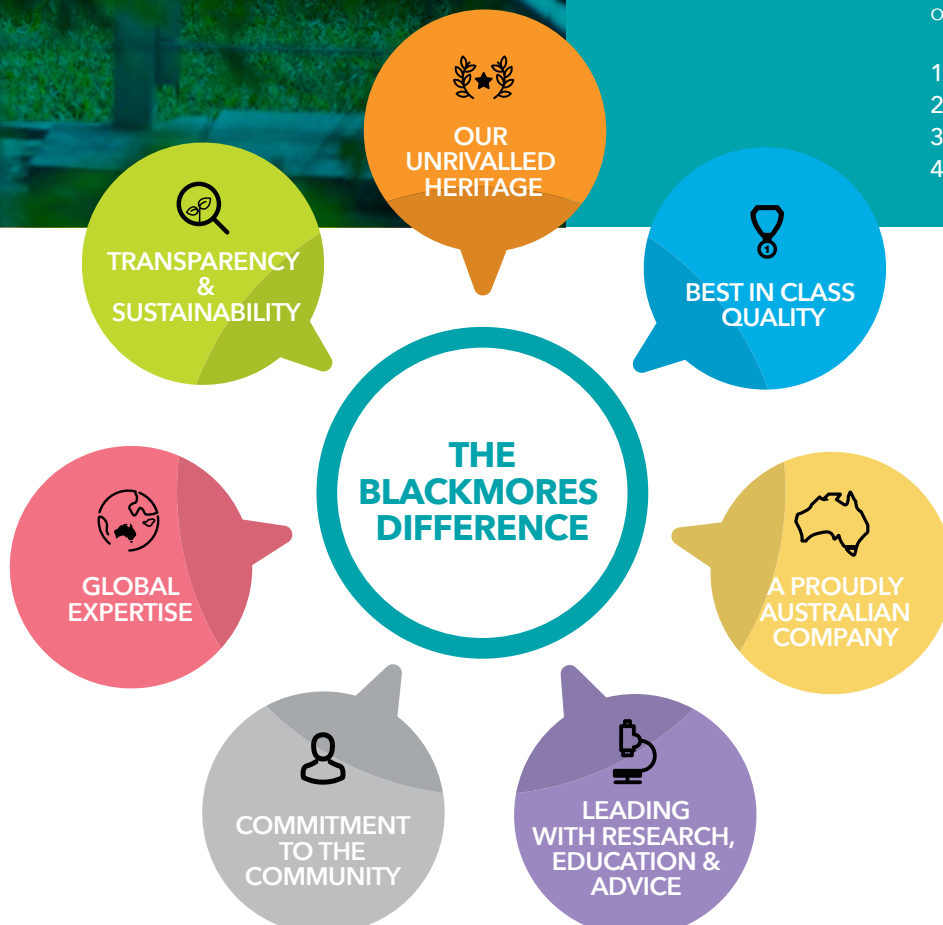 O
1
2
3
4
OUR
UNRIVALLED
HERITAGE
TRANSPARENCY
&
SUSTAINABILITY
BEST IN CLASS
QUALITY
1
THE
BLACKMORES
DIFFERENCE
GLOBAL
EXPERTISE
A PROUDLY
AUSTRALIAN
COMPANY
COMMITMENT
TO THE
COMMUNITY
LEADING
WITH RESEARCH,
EDUCATION &
ADVICE